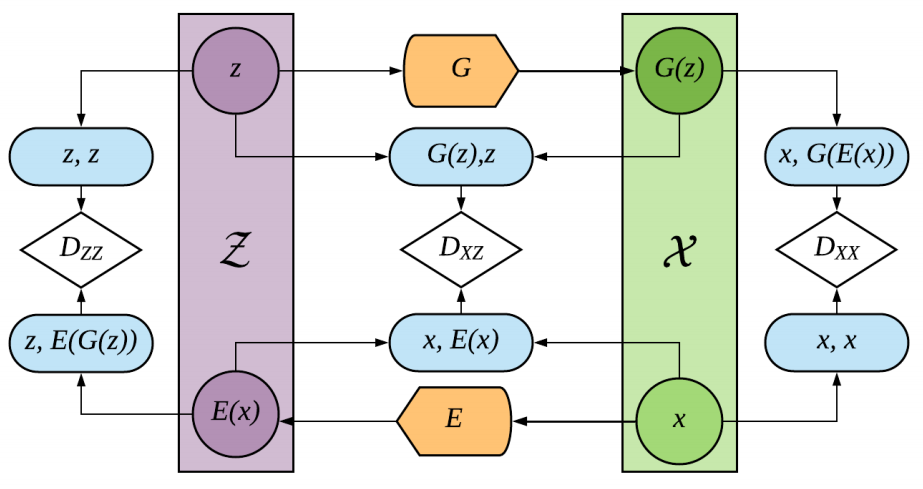 z
G
G(z)
z, z
G(z),z
x, G(E(x))
D_ZZ
𝒵
D_XZ
𝒳
D_XX
z, E(G(z))
x, E(x)
x, x
E(x)
E
x